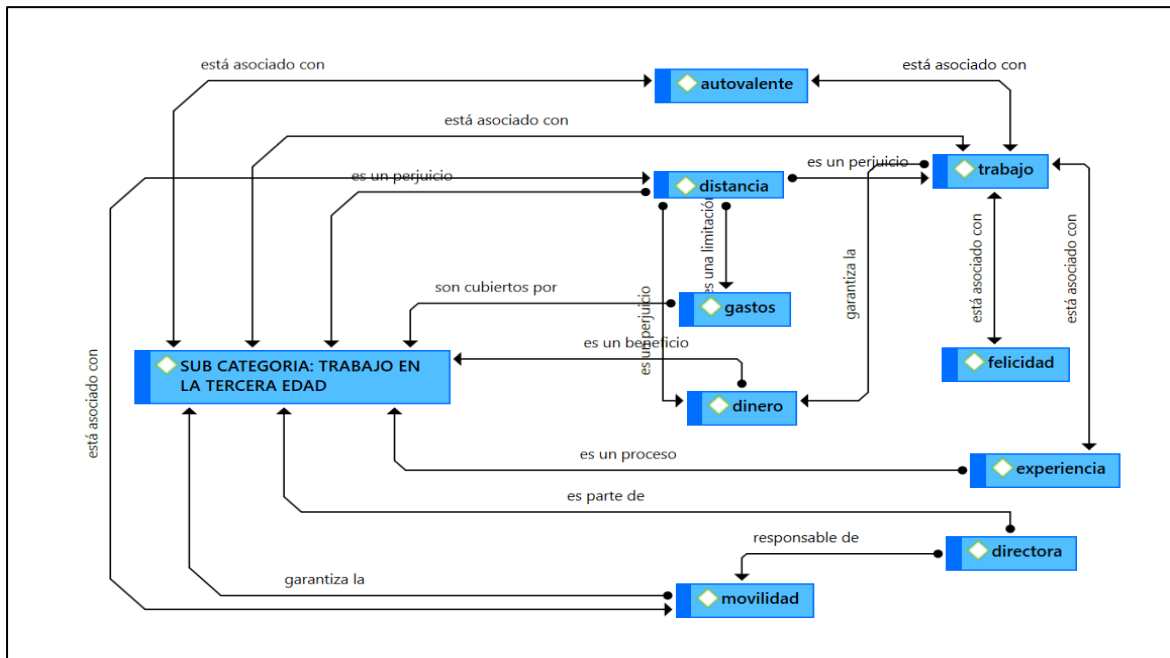 está asociado con
está asociado con
autovalente
está asociado con
es un perjuicio
trabajo
es un perjuicio
distancia
es una limitación
garantiza la
está asociado con
está asociado con
son cubiertos por
gastos
es un perjuicio
es un beneficio
SUB CATEGORIA: TRABAJO EN
LA TERCERA EDAD
felicidad
está asociado con
dinero
es un proceso
experiencia
es parte de
responsable de
directora
garantiza la
movilidad